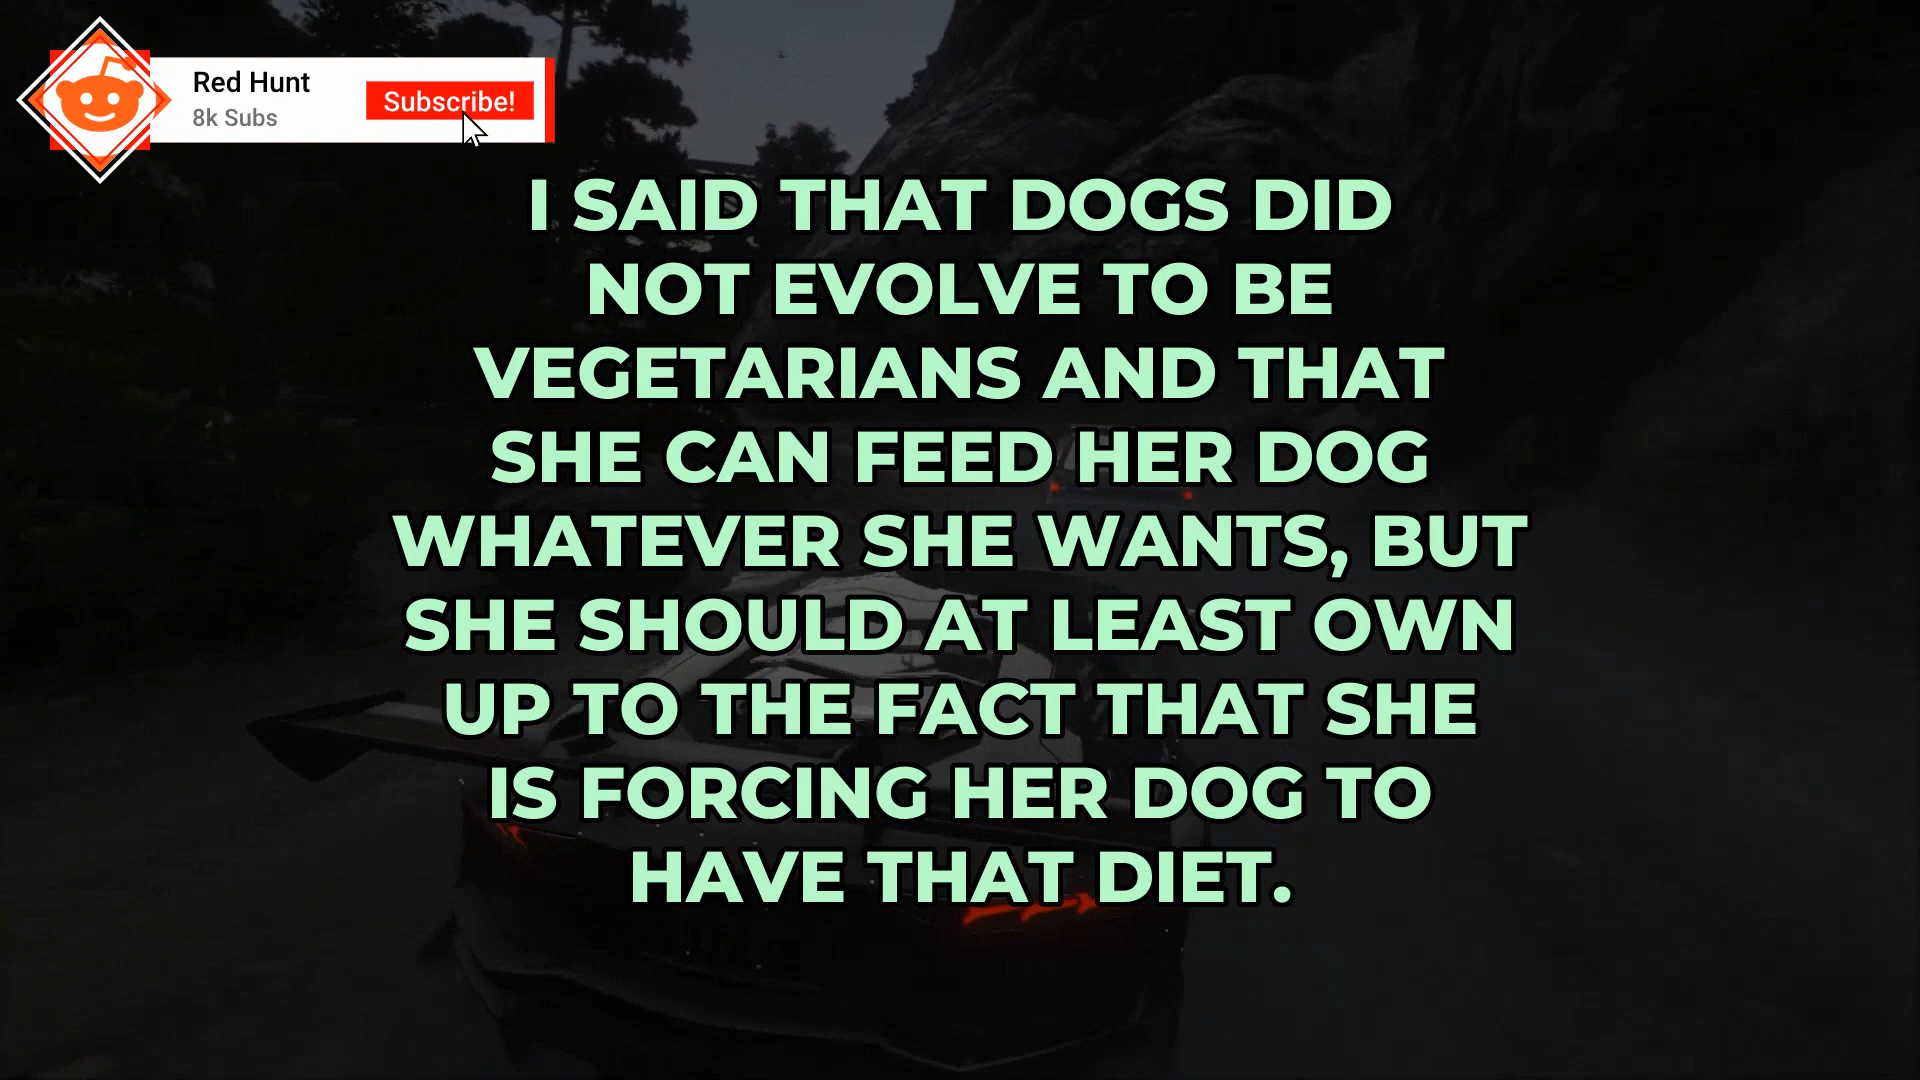 Red Hunt
8k Subs
Subscribe!
I SAID THAT DOGS DID
NOT EVOLVE TO BE
VEGETARIANS AND THAT
SHE CAN FEED HER DOG
WHATEVER SHE WANTS, BUT
SHE SHOULD AT LEAST OWN
UP TO THE FACT THAT SHE
IS FORCING HER DOG TO
HAVE THAT DIET.